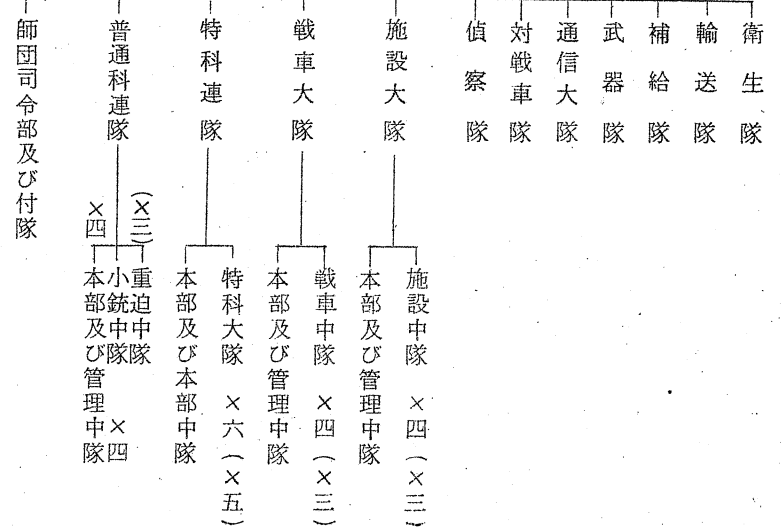 衛生隊
輸送隊
補給隊
武器隊
通信大隊
対戦車隊
偵察隊
施設大隊
施設中隊 ×四(×三)
本部及び管理中隊
戦車大隊
戦車中隊 ×四(×三)
本部及び管理中隊
特科連隊
特科大隊 ×六(×五)
本部及び本部中隊
普通科連隊
(×三)
×四
重迫中隊
小銃中隊 ×四
本部及び管理中隊
師団司令部及び付隊